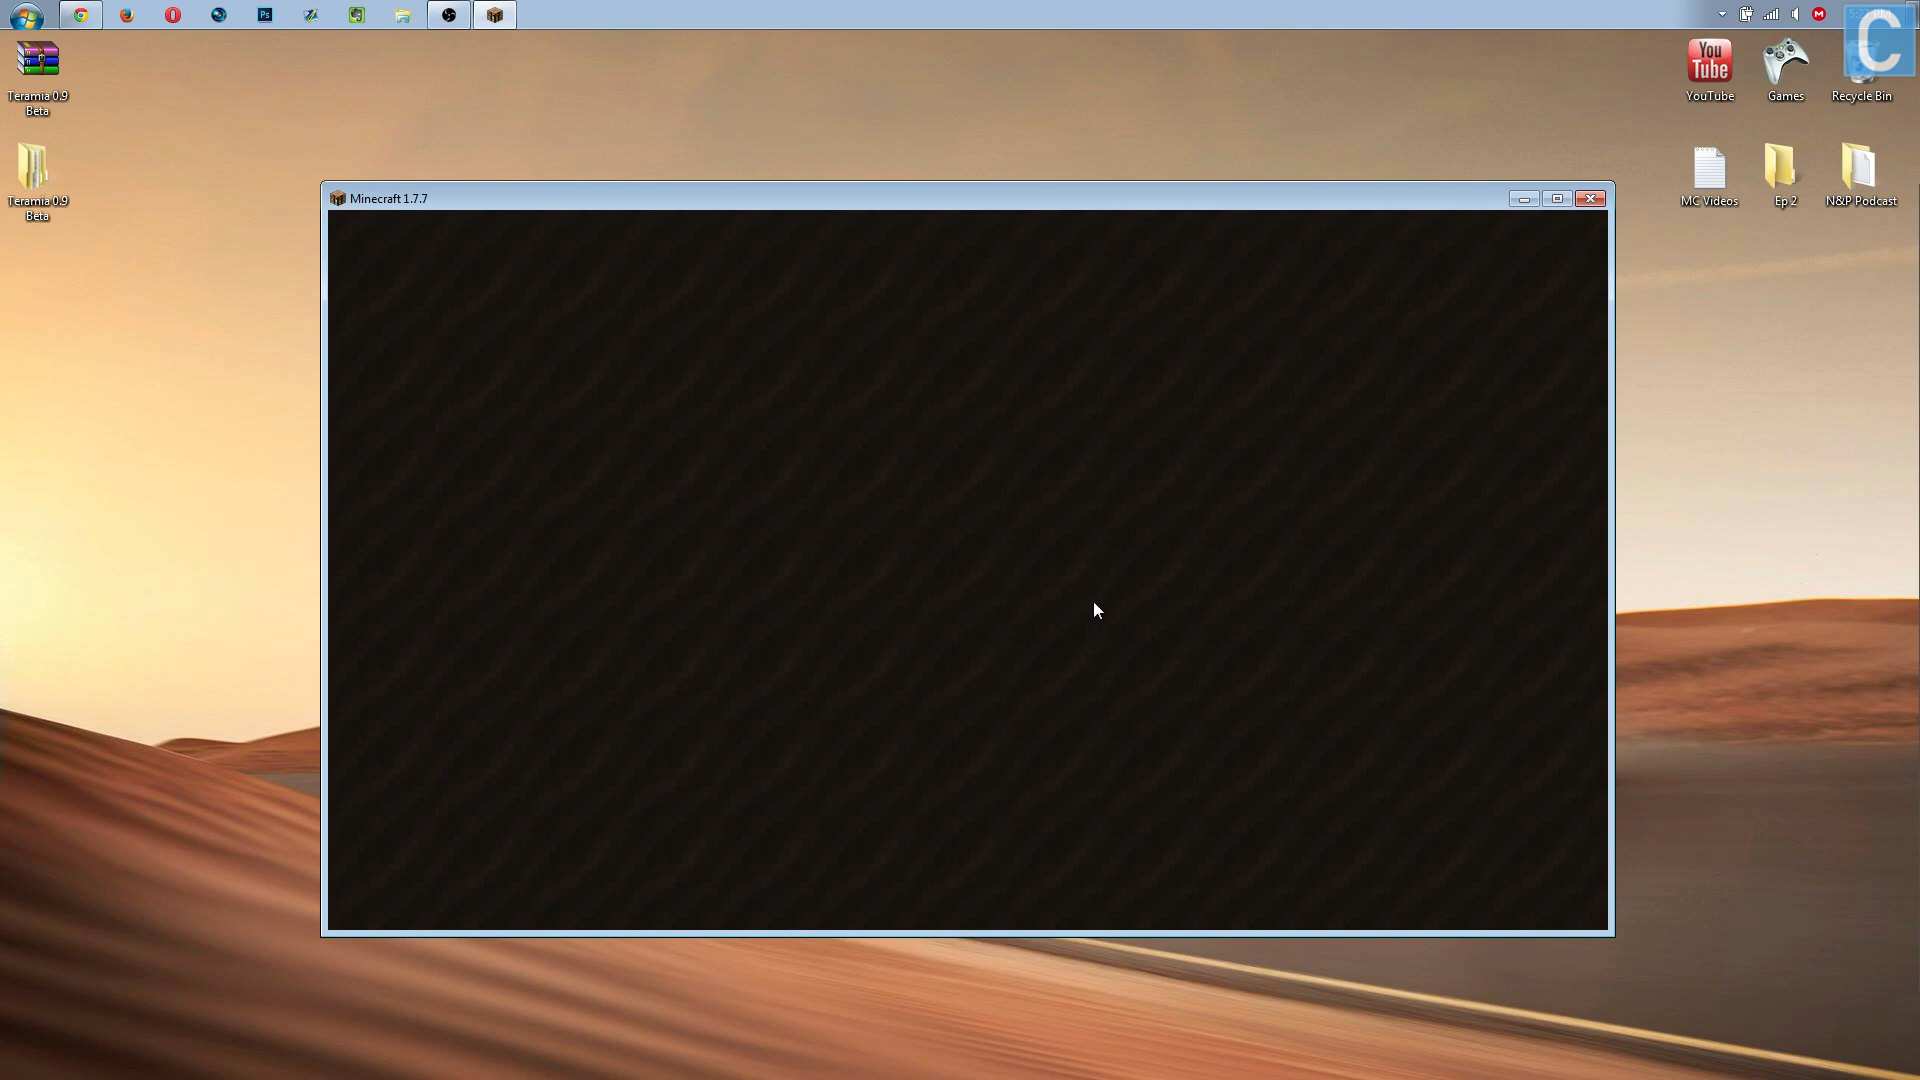 Ps
M
C
Teramia 0.9
Beta
You
Tube
YouTube
Games
Recycle Bin
Teramia 0.9
Beta
Minecraft 1.7.7
MC Videos
Ep 2
N&P Podcast